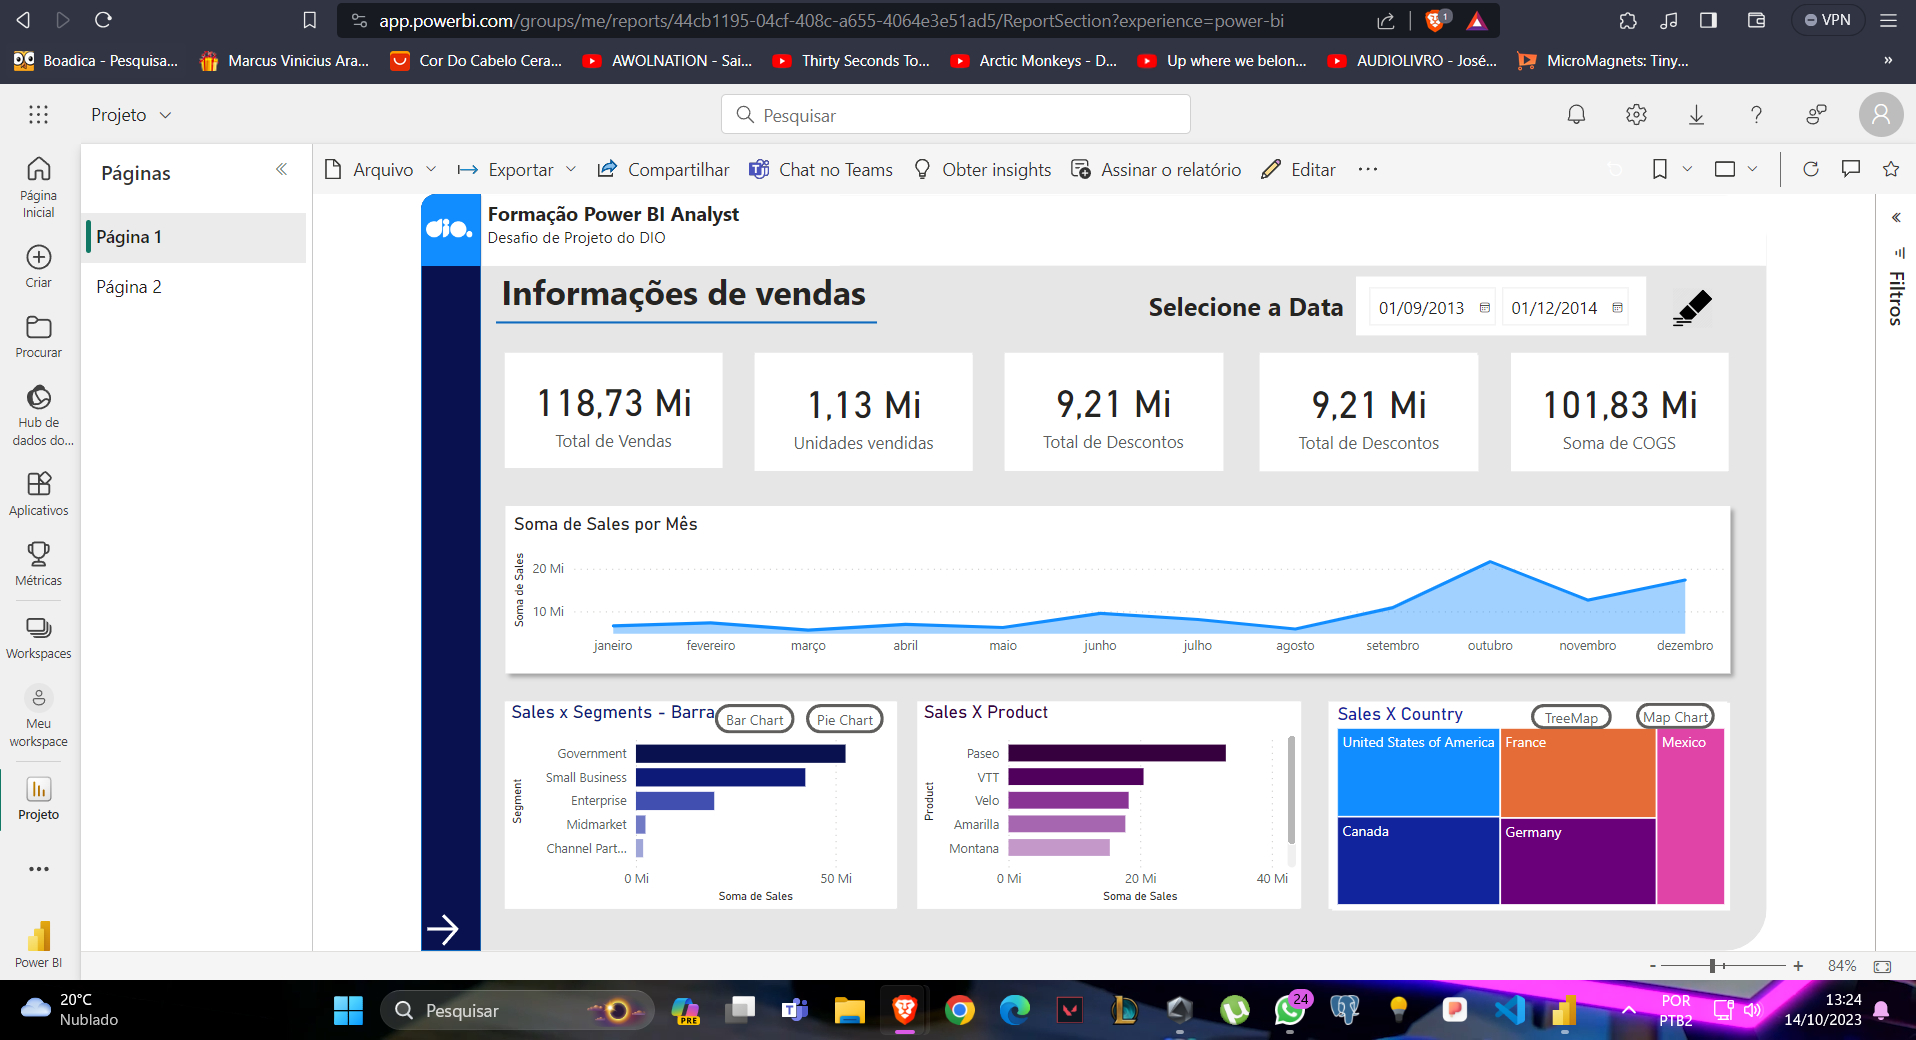 app.powerbi.com/groups/me/reports/44cb1195-04cf-408c-a655-4064e3e51ad5/ReportSection?experience=power-bi
1
VPN
Boadica - Pesquisa...
Marcus Vinicius Ara...
Cor Do Cabelo Cera...
AWOLNATION - Sai...
Thirty Seconds To...
Arctic Monkeys - D...
Up where we belon...
AUDIOLIVRO - José...
MicroMagnets: Tiny...
»
Projeto
Pesquisar
?
Página Inicial
Criar
Procurar
Hub de dados do...
Aplicativos
Métricas
Workspaces
Meu workspace
Projeto
Power BI
Páginas
Página 1
Página 2
Arquivo
Exportar
Compartilhar
Chat no Teams
Obter insights
Assinar o relatório
Editar
Filtros
dio.
Formação Power BI Analyst
Desafio de Projeto do DIO
Informações de vendas
Selecione a Data
01/09/2013
01/12/2014
118,73 Mi
Total de Vendas
1,13 Mi
Unidades vendidas
9,21 Mi
Total de Descontos
9,21 Mi
Total de Descontos
101,83 Mi
Soma de COGS
Soma de Sales por Mês
Soma de Sales
20 Mi
10 Mi
janeiro
fevereiro
março
abril
maio
junho
julho
agosto
setembro
outubro
novembro
dezembro
Sales x Segments - Barra
Bar Chart
Pie Chart
Segment
Government
Small Business
Enterprise
Midmarket
Channel Part...
0 Mi
50 Mi
Soma de Sales
Sales X Product
Product
Paseo
VTT
Velo
Amarilla
Montana
0 Mi
20 Mi
40 Mi
Soma de Sales
Sales X Country
TreeMap
Map Chart
United States of America
France
Mexico
Canada
Germany
- + 84%
20°C
Nublado
Pesquisar
PRE
24
POR
PTB2
13:24
14/10/2023